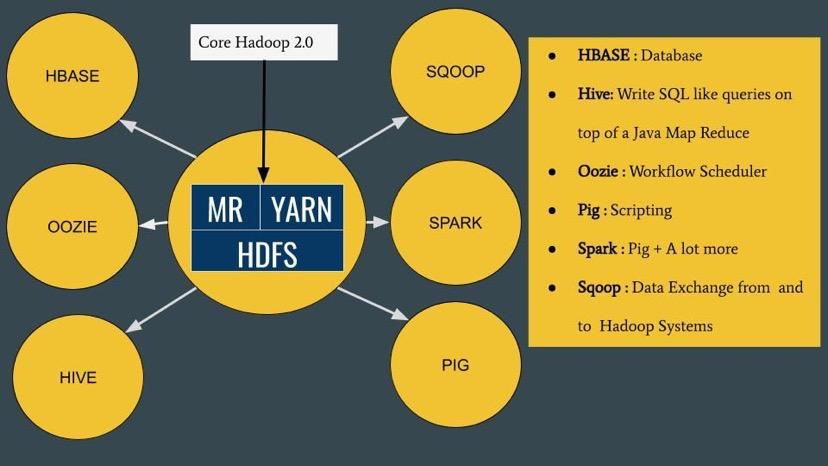 Core Hadoop 2.0
HBASE
SQOOP
MR YARN
HDFS
OOZIE
SPARK
HIVE
PIG
● HBASE : Database
● Hive: Write SQL like queries on
top of a Java Map Reduce
● Oozie : Workflow Scheduler
● Pig : Scripting
● Spark : Pig + A lot more
● Sqoop : Data Exchange from and
to Hadoop Systems